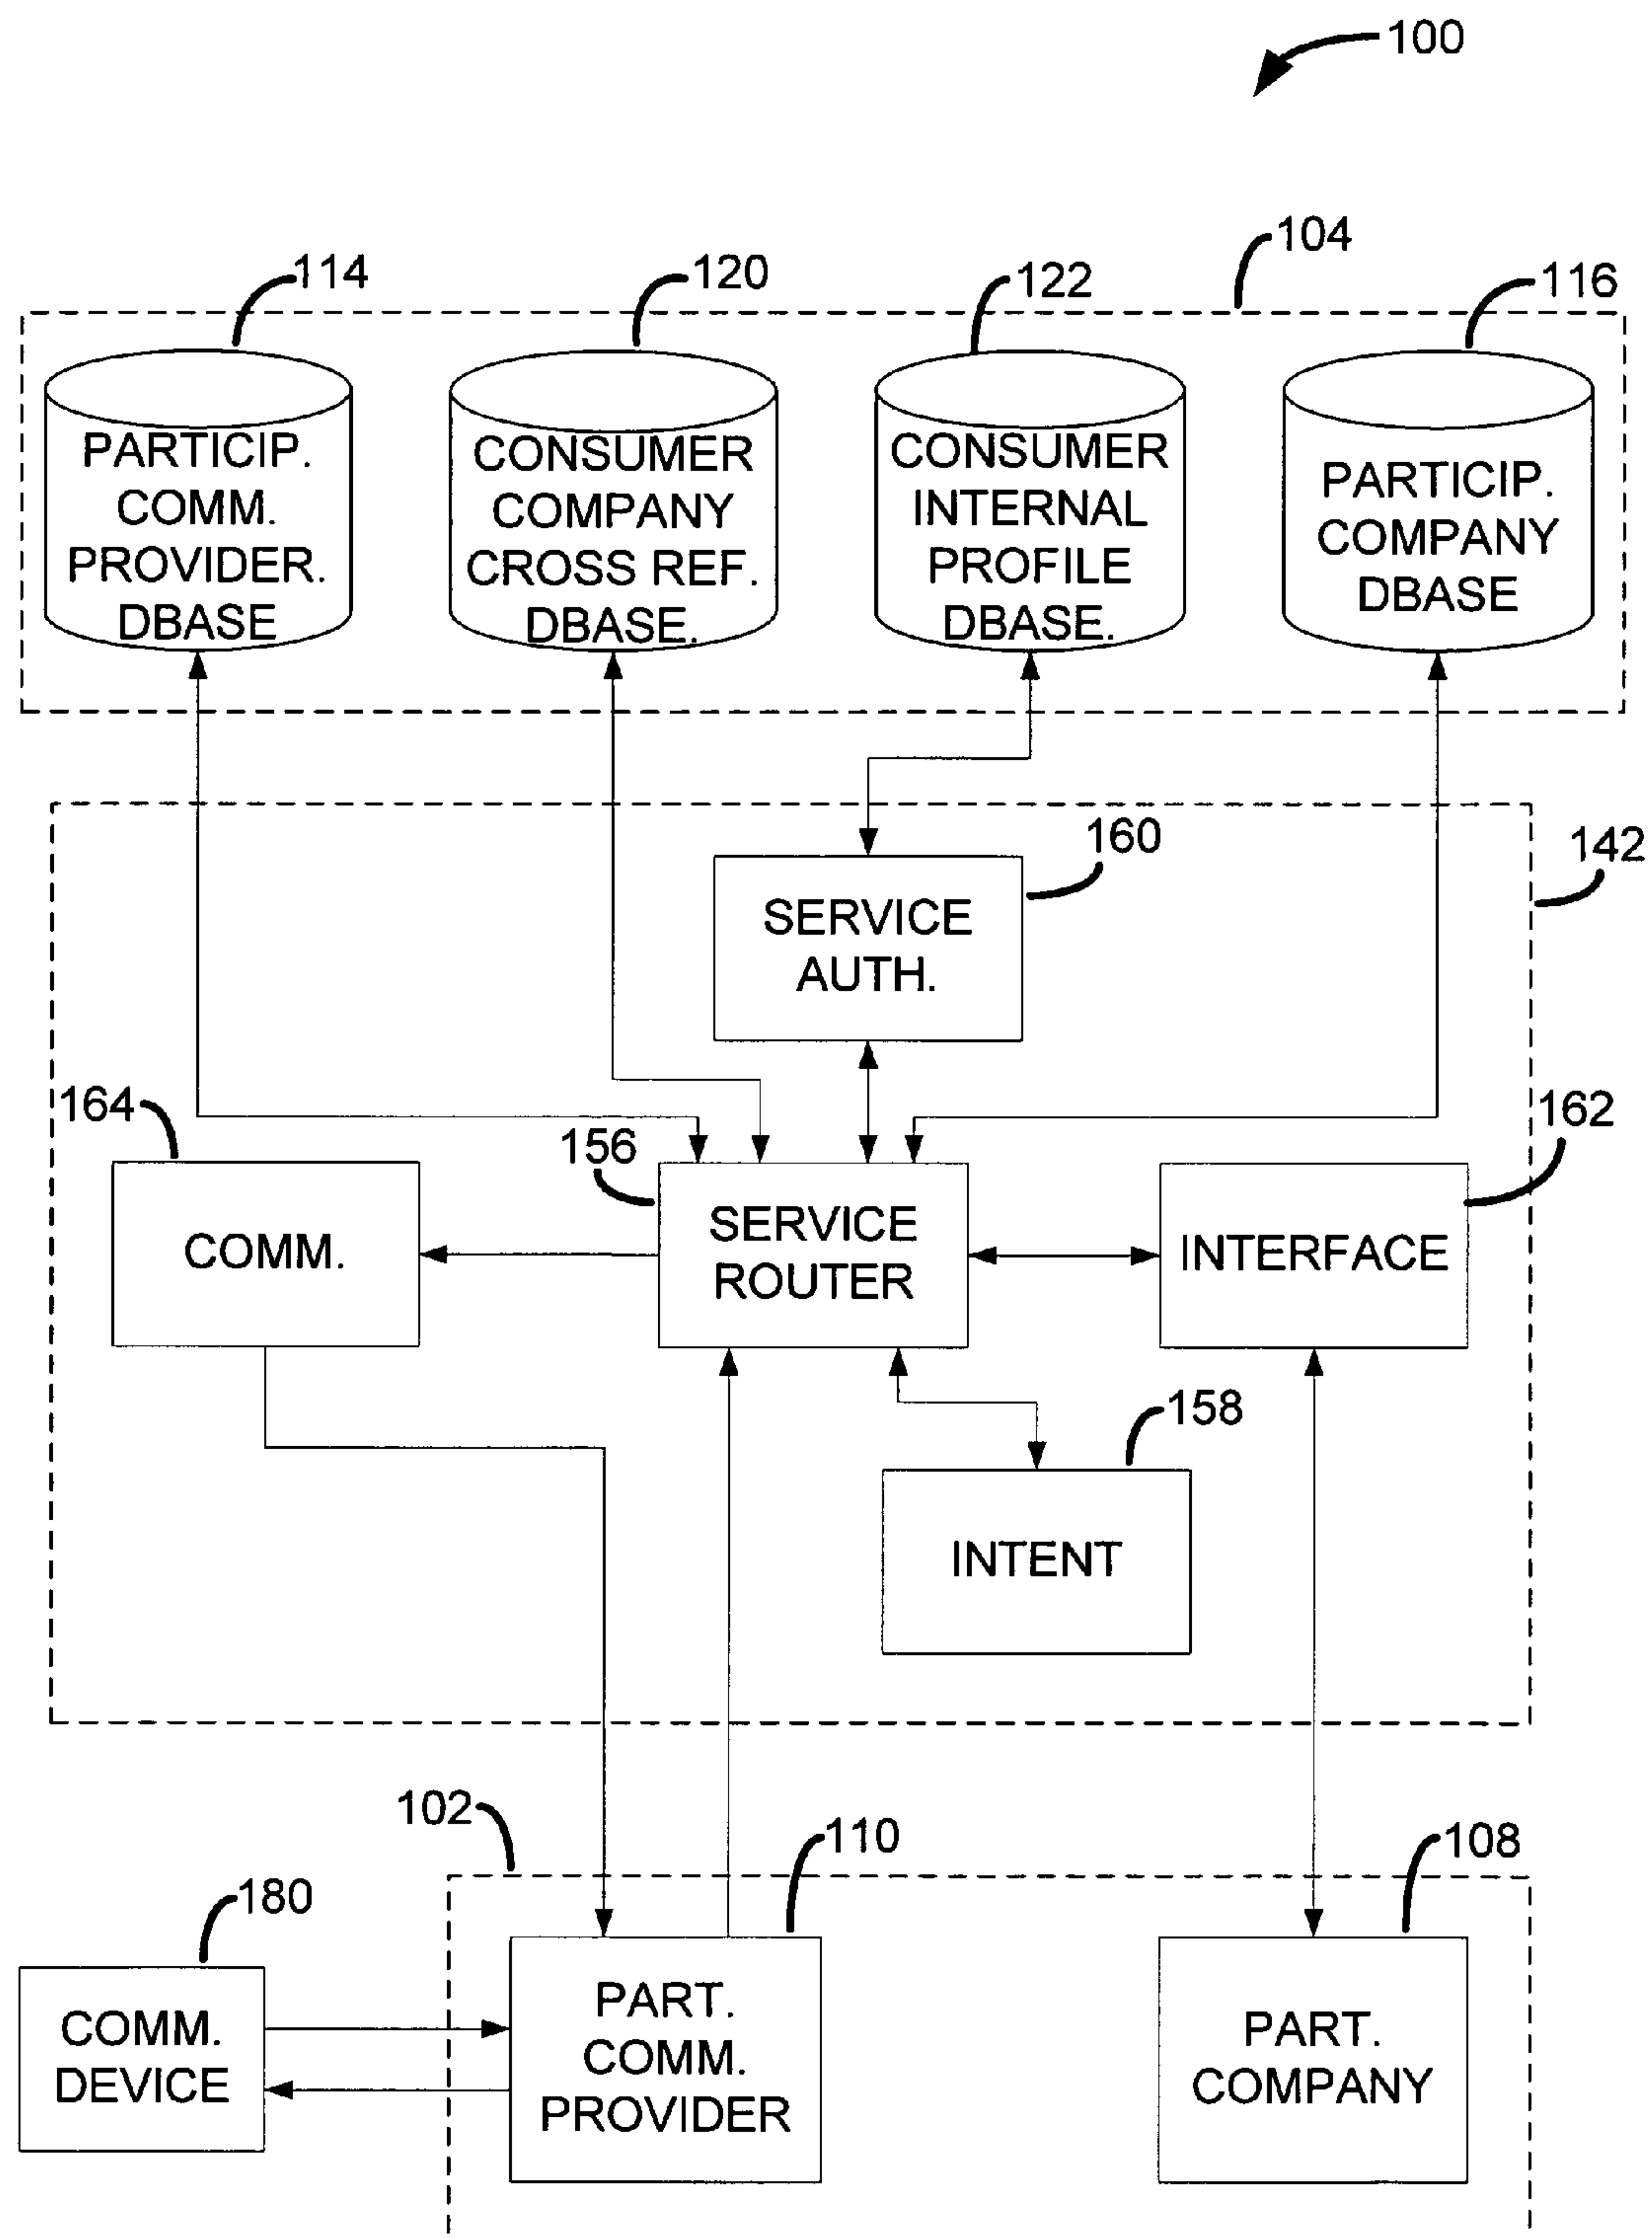 100
104
114
120
122
116
PARTICIP.
COMM.
PROVIDER.
DBASE
CONSUMER
COMPANY
CROSS REF.
DBASE.
CONSUMER
INTERNAL
PROFILE
DBASE.
PARTICIP.
COMPANY
DBASE
160
142
SERVICE
AUTH.
164
156
162
COMM.
SERVICE
ROUTER
INTERFACE
158
INTENT
102
110
108
180
COMM.
DEVICE
PART.
COMM.
PROVIDER
PART.
COMPANY